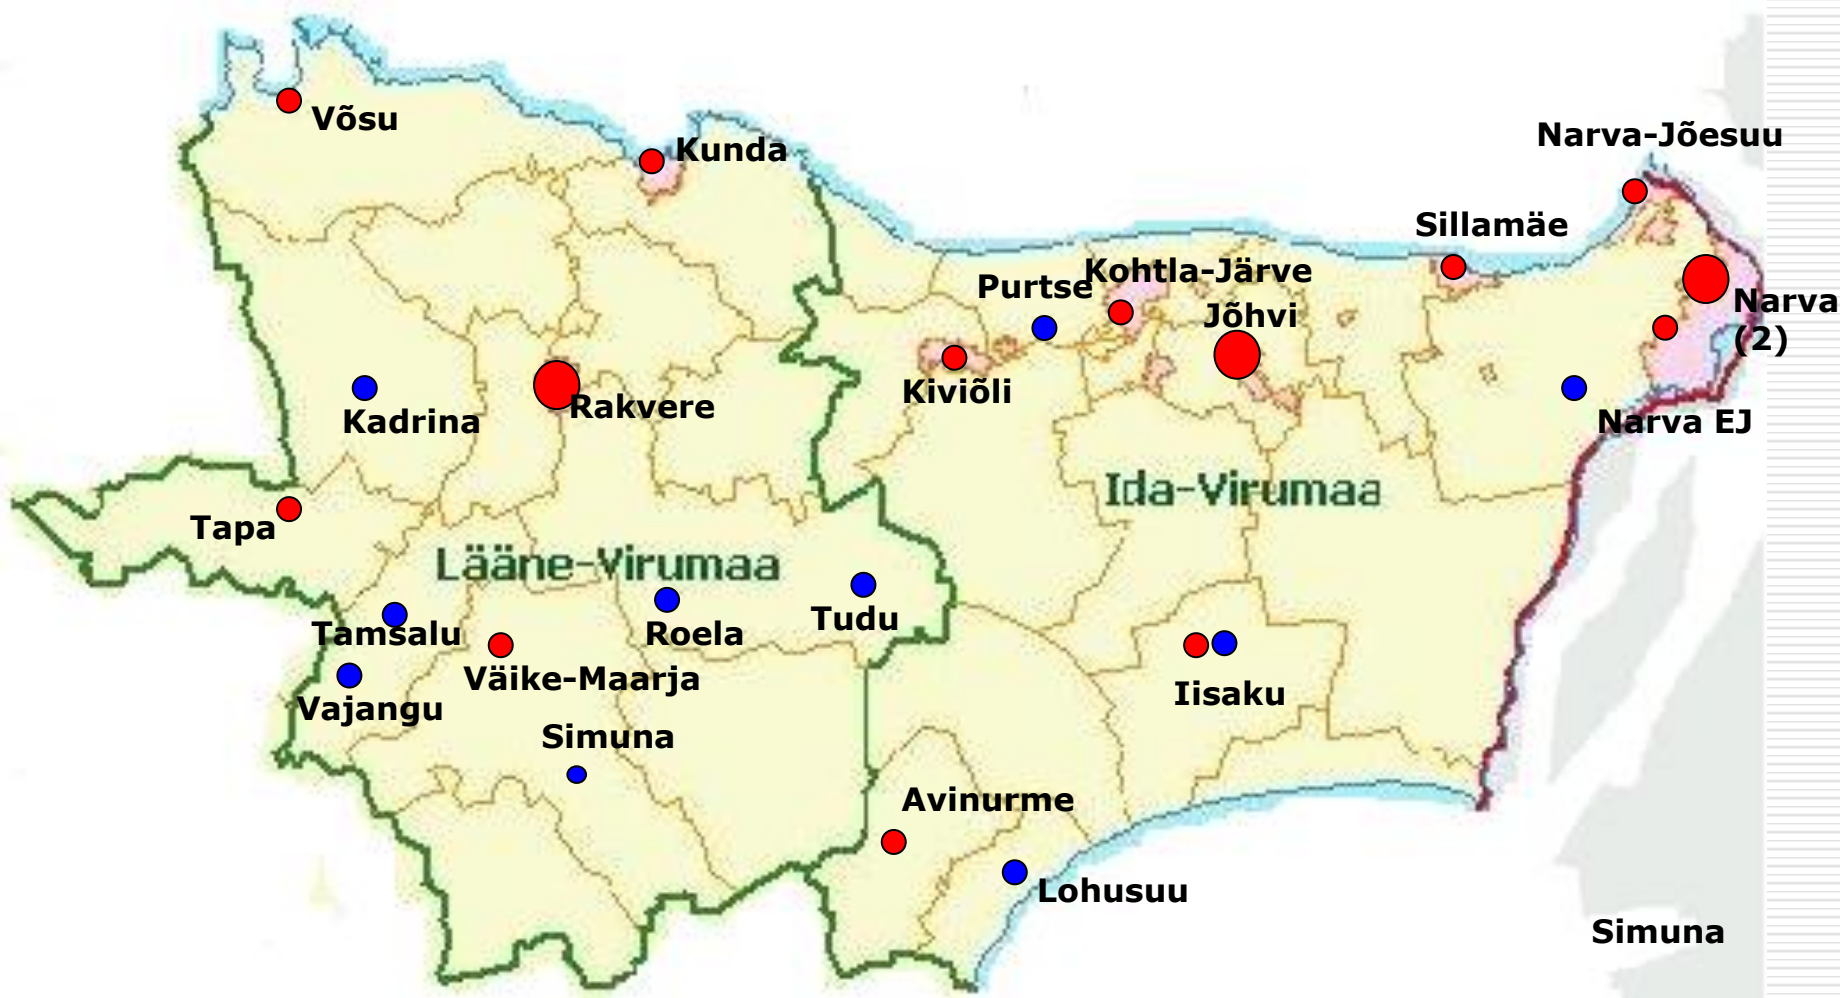 Võsu
Kunda
Narva-Jõesuu
Sillamäe
Kohtla-Järve
Purtse
Jõhvi
Narva
(2)
Kiviõli
Rakvere
Kadrina
Narva EJ
Ida-Virumaa
Tapa
Lääne-Virumaa
Tudu
Tamsalu
Roela
Väike-Maarja
Iisaku
Vajangu
Simuna
Avinurme
Lohusuu
Simuna